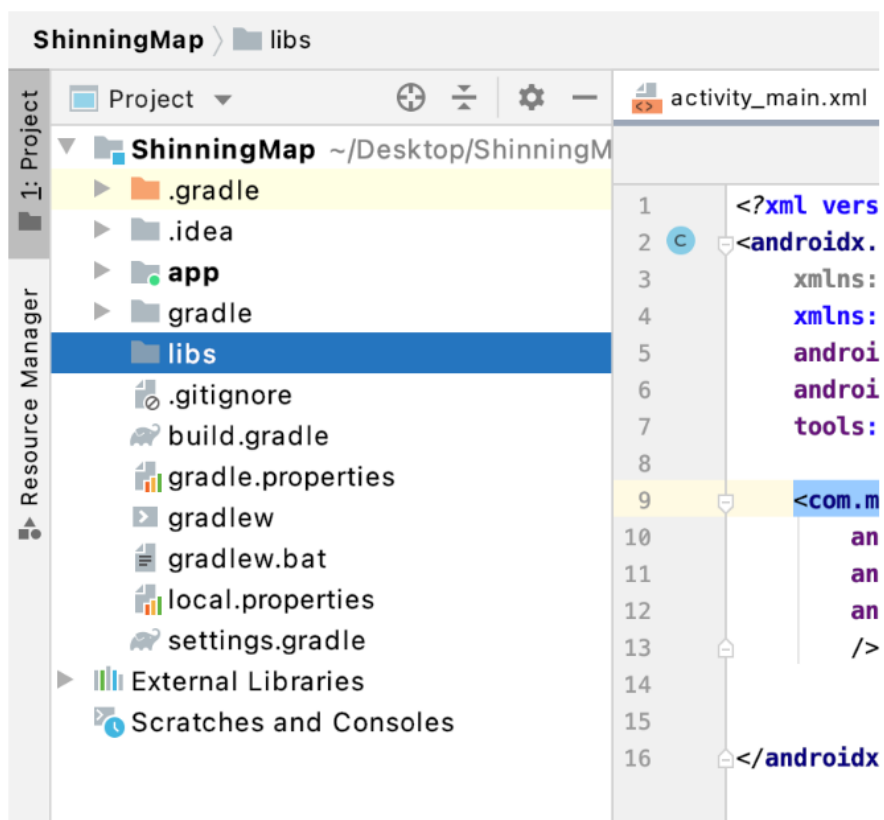 ShinningMap 〉 libs
1: Project
Resource Manager
Project
ShinningMap ~/Desktop/ShinningM
.gradle
.idea
app
gradle
libs
.gitignore
build.gradle
gradle.properties
gradlew
gradlew.bat
local.properties
settings.gradle
External Libraries
Scratches and Consoles
activity_main.xml
1 <?xml vers
2 C <androidx.
3 xmlns:
4 xmlns:
5 androi
6 androi
7 tools:
8
9 <com.m
10 an
11 an
12 an
13 />
14
15
16 </androidx